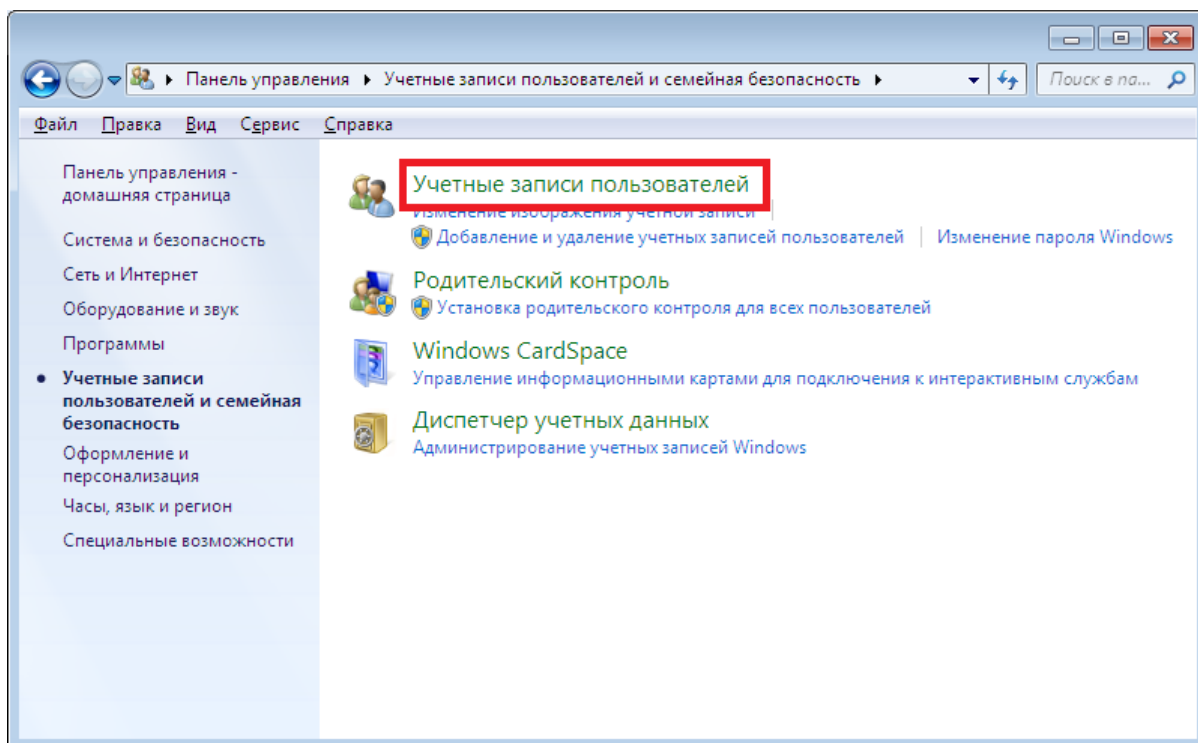 Панель управления ▸ Учетные записи пользователей и семейная безопасность ▸
Поиск в па...
Файл Правка Вид Сервис Справка
Панель управления -
домашняя страница
Система и безопасность
Сеть и Интернет
Оборудование и звук
Программы
Учетные записи
пользователей и семейная
безопасность
Оформление и
персонализация
Часы, язык и регион
Специальные возможности
Учетные записи пользователей
Изменение изображения учетной записи
Добавление и удаление учетных записей пользователей Изменение пароля Windows
Родительский контроль
Установка родительского контроля для всех пользователей
Windows CardSpace
Управление информационными картами для подключения к интерактивным службам
Диспетчер учетных данных
Администрирование учетных записей Windows